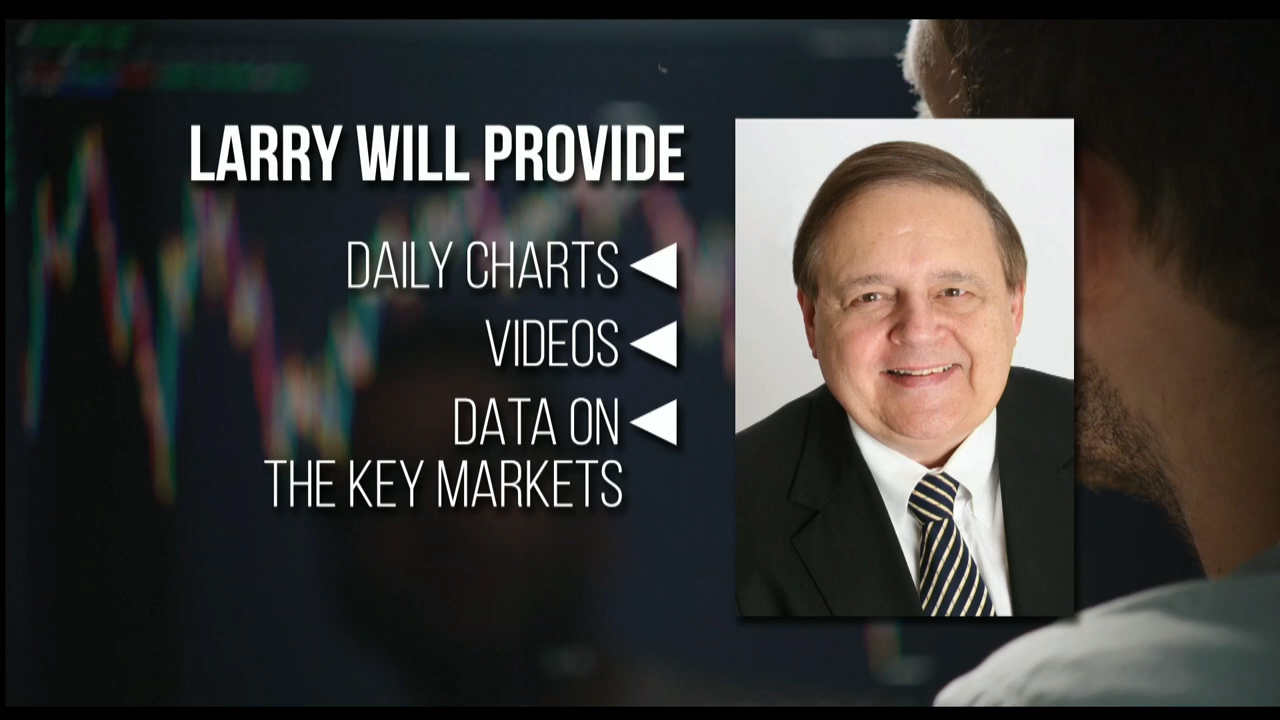 LARRY WILL PROVIDE
DAILY CHARTS
VIDEOS
DATA ON
THE KEY MARKETS